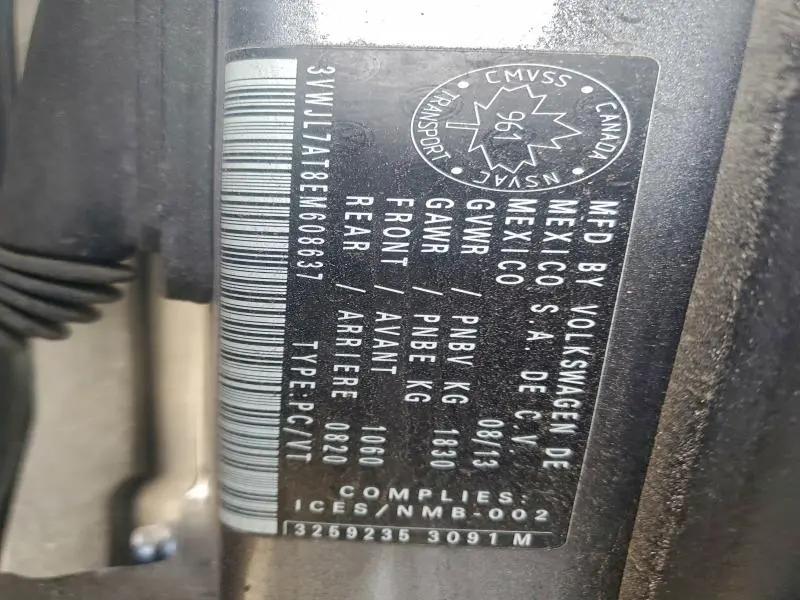 MFD BY VOLKSWAGEN DE
MEXICO S.A. DE C.V.
MEXICO 08/13
GVWR / PNBV KG 1830
GAWR / PNBE KG
FRONT / AVANT 1060
REAR / ARRIERE 0820
3VWJL7AT8EM608637 TYPE:PC/VT
CMVSS
CANADA
NSVAC
TRANSPORT
961
COMPLIES:
ICES/NMB-002
3259235 3091 M